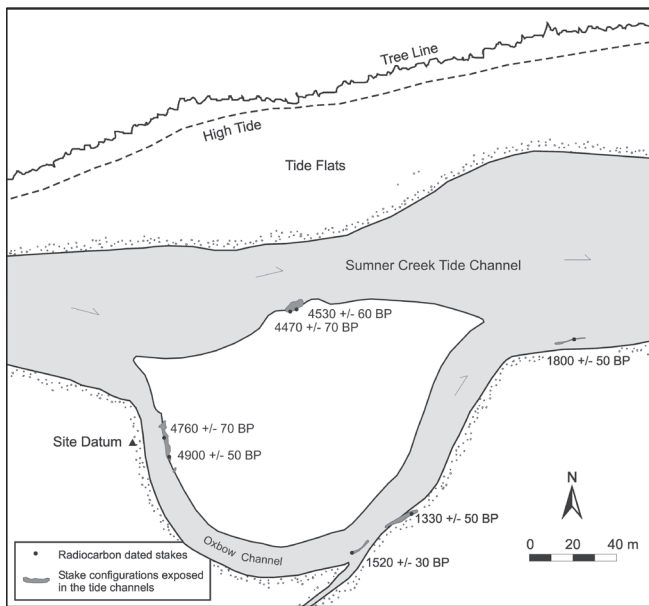 Tree Line
High Tide
Tide Flats
Sumner Creek Tide Channel
4530 +/- 60 BP
4470 +/- 70 BP
1800 +/- 50 BP
4760 +/- 70 BP
Site Datum
4900 +/- 50 BP
N
1330 +/- 50 BP
Oxbow Channel
0 20 40 m
1520 +/- 30 BP
Radiocarbon dated stakes
Stake configurations exposed
in the tide channels